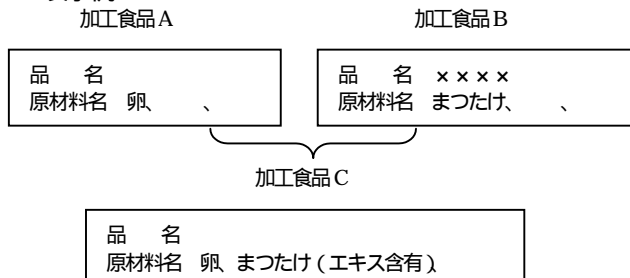 加工食品A
加工食品B
品 名
原材料名 卵、 、
品 名 ××××
原材料名 まつたけ、 、
加工食品C
品 名
原材料名 卵、まつたけ(エキス含有)、